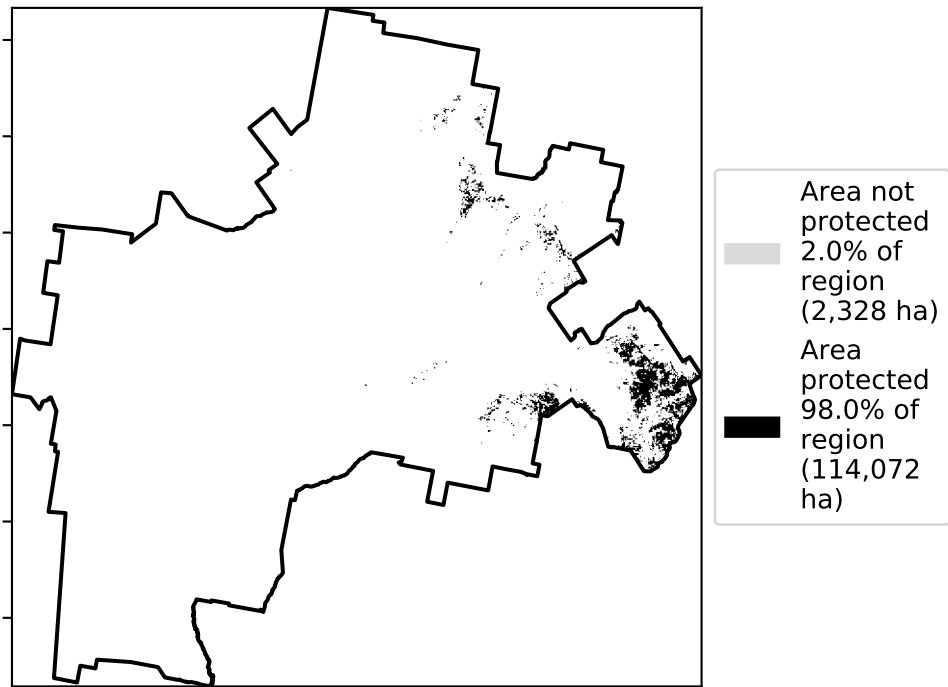 Area not
protected
2.0% of
region
(2,328 ha)
Area
protected
98.0% of
region
(114,072
ha)